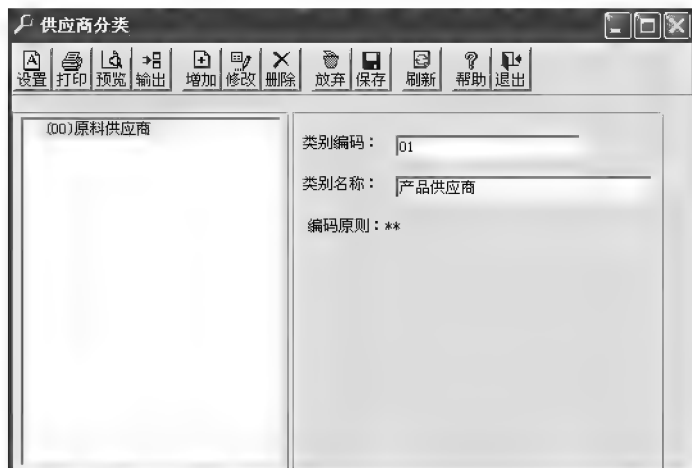 供应商分类
设置 打印 预览 输出 增加 修改 删除 放弃 保存 刷新 帮助 退出
(00)原料供应商
类别编码： 01
类别名称： 产品供应商
编码原则：**